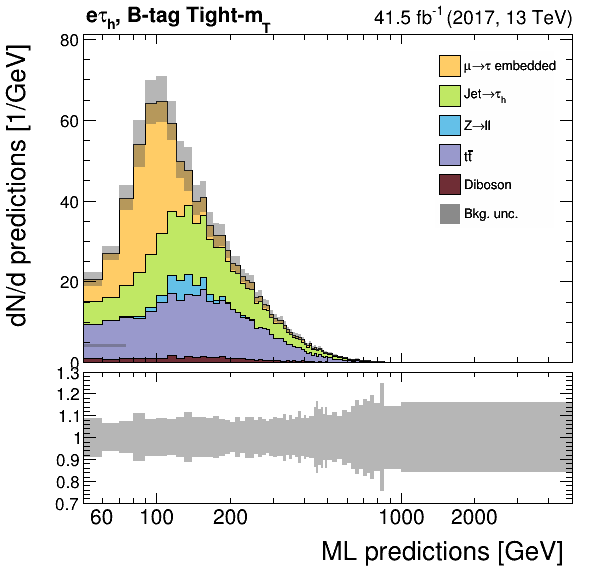 eτh, B-tag Tight-mT
41.5 fb⁻¹ (2017, 13 TeV)
dN/d predictions [1/GeV]
80
60
40
20
0
μ→τ embedded
Jet→τh
Z→ll
tt̄
Diboson
Bkg. unc.
1.3
1.2
1.1
1
0.9
0.8
0.7
60 100 200 1000 2000
ML predictions [GeV]